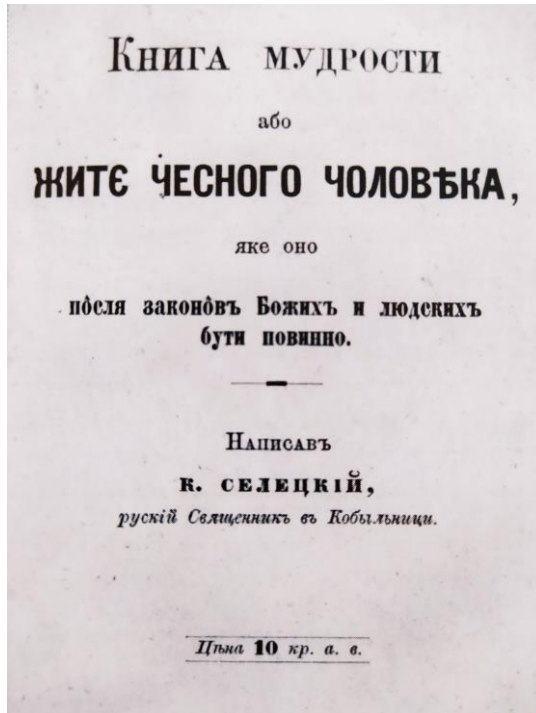 Книга мудрости
або
ЖИТЄ ЧЕСНОГО ЧОЛОВѢКА,
яке оно
пôсля законôвъ Божихъ и людскихъ
бути повинно.
Написавъ
К. СЕЛЕЦКІЙ,
рускій Священникъ въ Кобыльници.
Цѣна 10 кр. а. в.